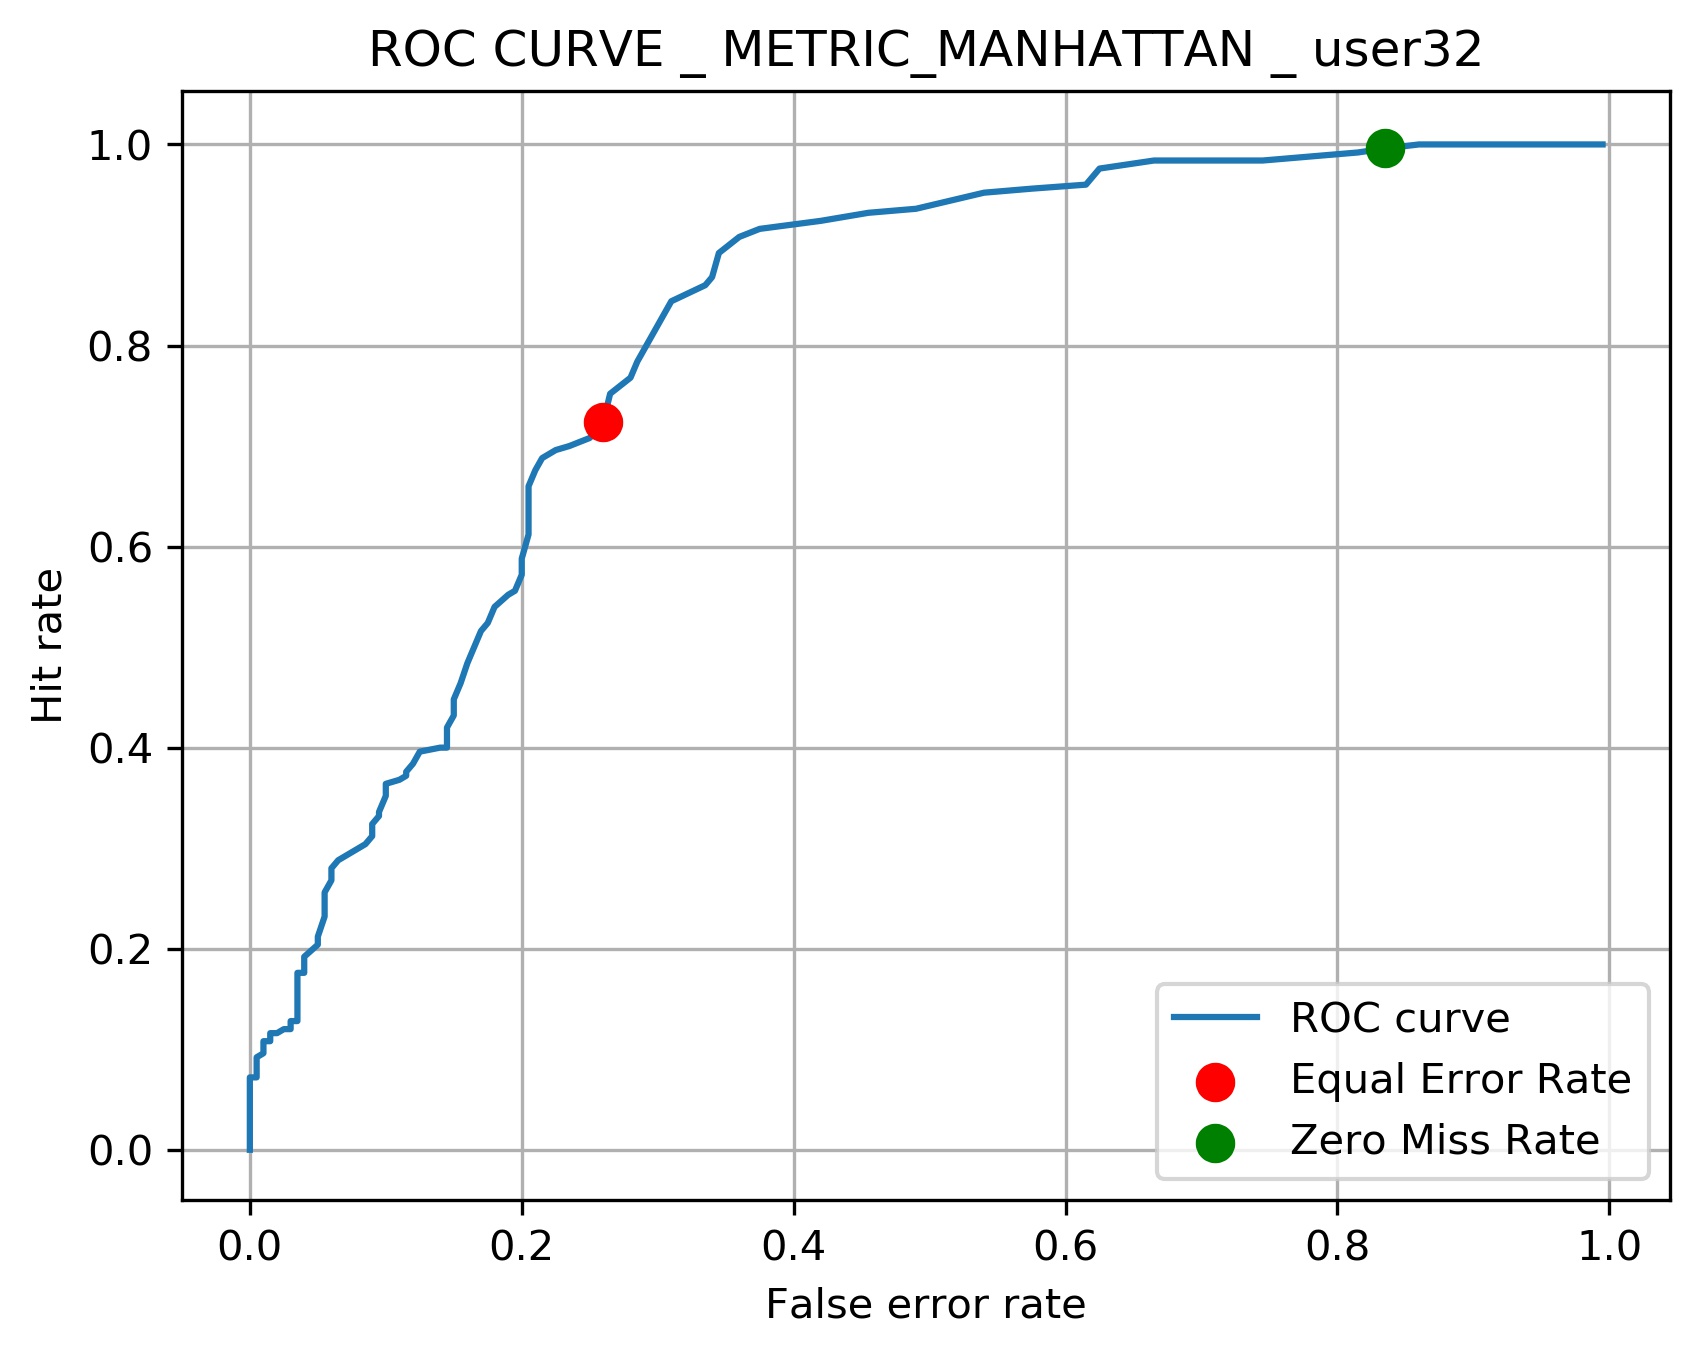 ROC CURVE _ METRIC_MANHATTAN _ user32
1.0
0.8
0.6
0.4
0.2
0.0
Hit rate
ROC curve
Equal Error Rate
Zero Miss Rate
0.0 0.2 0.4 0.6 0.8 1.0
False error rate